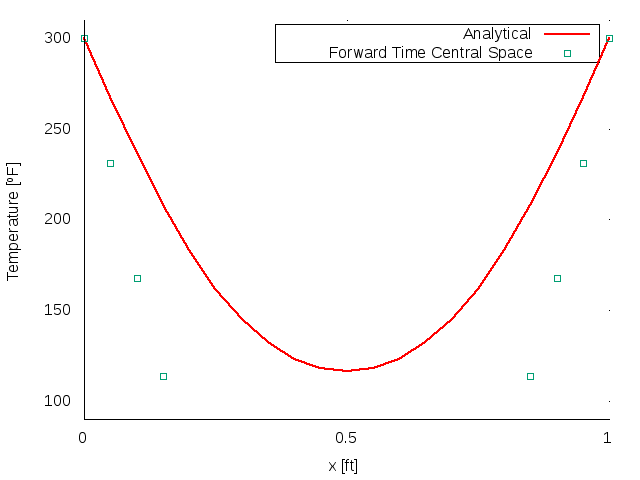 Analytical
Forward Time Central Space
300
250
200
150
100
Temperature [ºF]
0
0.5
1
x [ft]